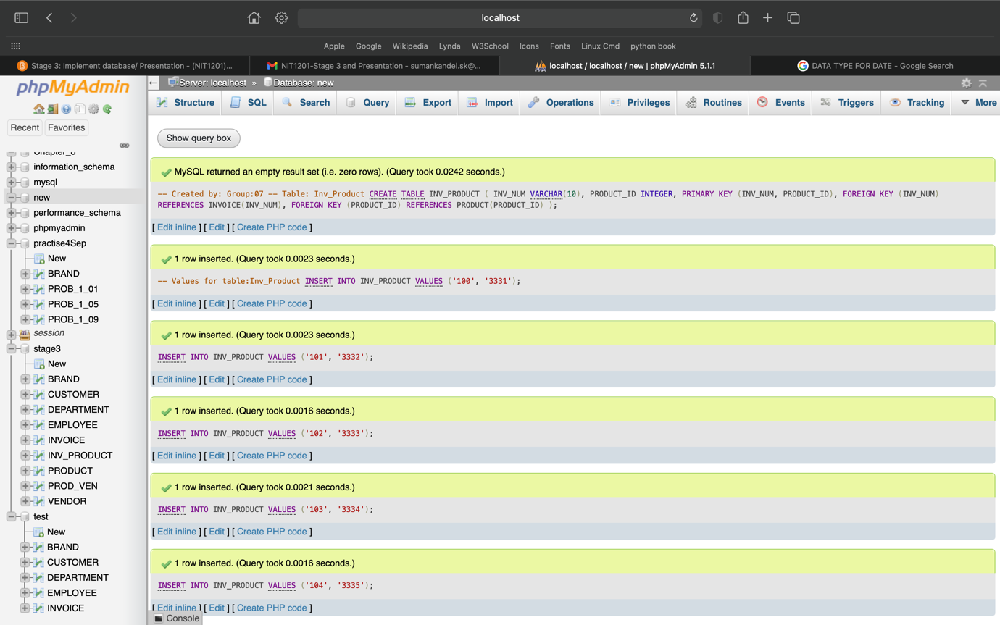 localhost
Apple Google Wikipedia Lynda W3School Icons Fonts Linux Cmd python book
Stage 3: Implement database/ Presentation - (NIT1201)...
NIT1201-Stage 3 and Presentation - sumankandel.sk@...
localhost / localhost / new | phpMyAdmin 5.1.1
DATA TYPE FOR DATE - Google Search
phpMyAdmin
Recent Favorites
Chapter_8
information_schema
mysql
new
performance_schema
phpmyadmin
practise4Sep
New
BRAND
PROB_1_01
PROB_1_05
PROB_1_09
session
stage3
New
BRAND
CUSTOMER
DEPARTMENT
EMPLOYEE
INVOICE
INV_PRODUCT
PRODUCT
PROD_VEN
VENDOR
test
New
BRAND
CUSTOMER
DEPARTMENT
EMPLOYEE
INVOICE
Server: localhost » Database: new
Structure SQL Search Query Export Import Operations Privileges Routines Events Triggers Tracking More
Show query box
MySQL returned an empty result set (i.e. zero rows). (Query took 0.0242 seconds.)
-- Created by: Group:07 -- Table: Inv_Product CREATE TABLE INV_PRODUCT ( INV_NUM VARCHAR(10), PRODUCT_ID INTEGER, PRIMARY KEY (INV_NUM, PRODUCT_ID), FOREIGN KEY (INV_NUM)
REFERENCES INVOICE(INV_NUM), FOREIGN KEY (PRODUCT_ID) REFERENCES PRODUCT(PRODUCT_ID) );
[ Edit inline ] [ Edit ] [ Create PHP code ]
1 row inserted. (Query took 0.0023 seconds.)
-- Values for table:Inv_Product INSERT INTO INV_PRODUCT VALUES ('100', '3331');
[ Edit inline ] [ Edit ] [ Create PHP code ]
1 row inserted. (Query took 0.0023 seconds.)
INSERT INTO INV_PRODUCT VALUES ('101', '3332');
[ Edit inline ] [ Edit ] [ Create PHP code ]
1 row inserted. (Query took 0.0016 seconds.)
INSERT INTO INV_PRODUCT VALUES ('102', '3333');
[ Edit inline ] [ Edit ] [ Create PHP code ]
1 row inserted. (Query took 0.0021 seconds.)
INSERT INTO INV_PRODUCT VALUES ('103', '3334');
[ Edit inline ] [ Edit ] [ Create PHP code ]
1 row inserted. (Query took 0.0016 seconds.)
INSERT INTO INV_PRODUCT VALUES ('104', '3335');
[ Edit inline ] [ Edit ] [ Create PHP code ]
Console